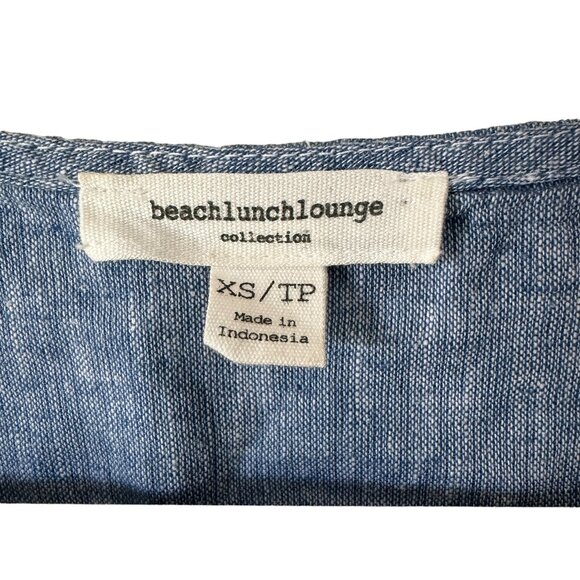 beachlunchlounge
collection
XS/TP
Made in
Indonesia